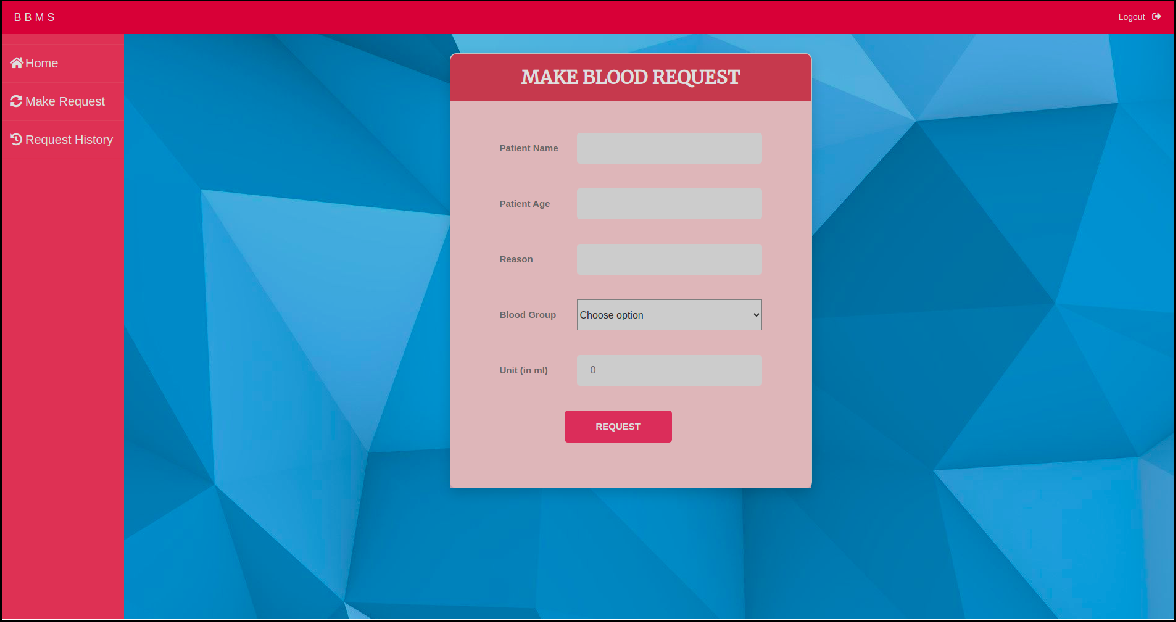 B B M S
Logout
Home
Make Request
Request History
MAKE BLOOD REQUEST
Patient Name
Patient Age
Reason
Blood Group
Choose option
Unit (in ml)
0
REQUEST